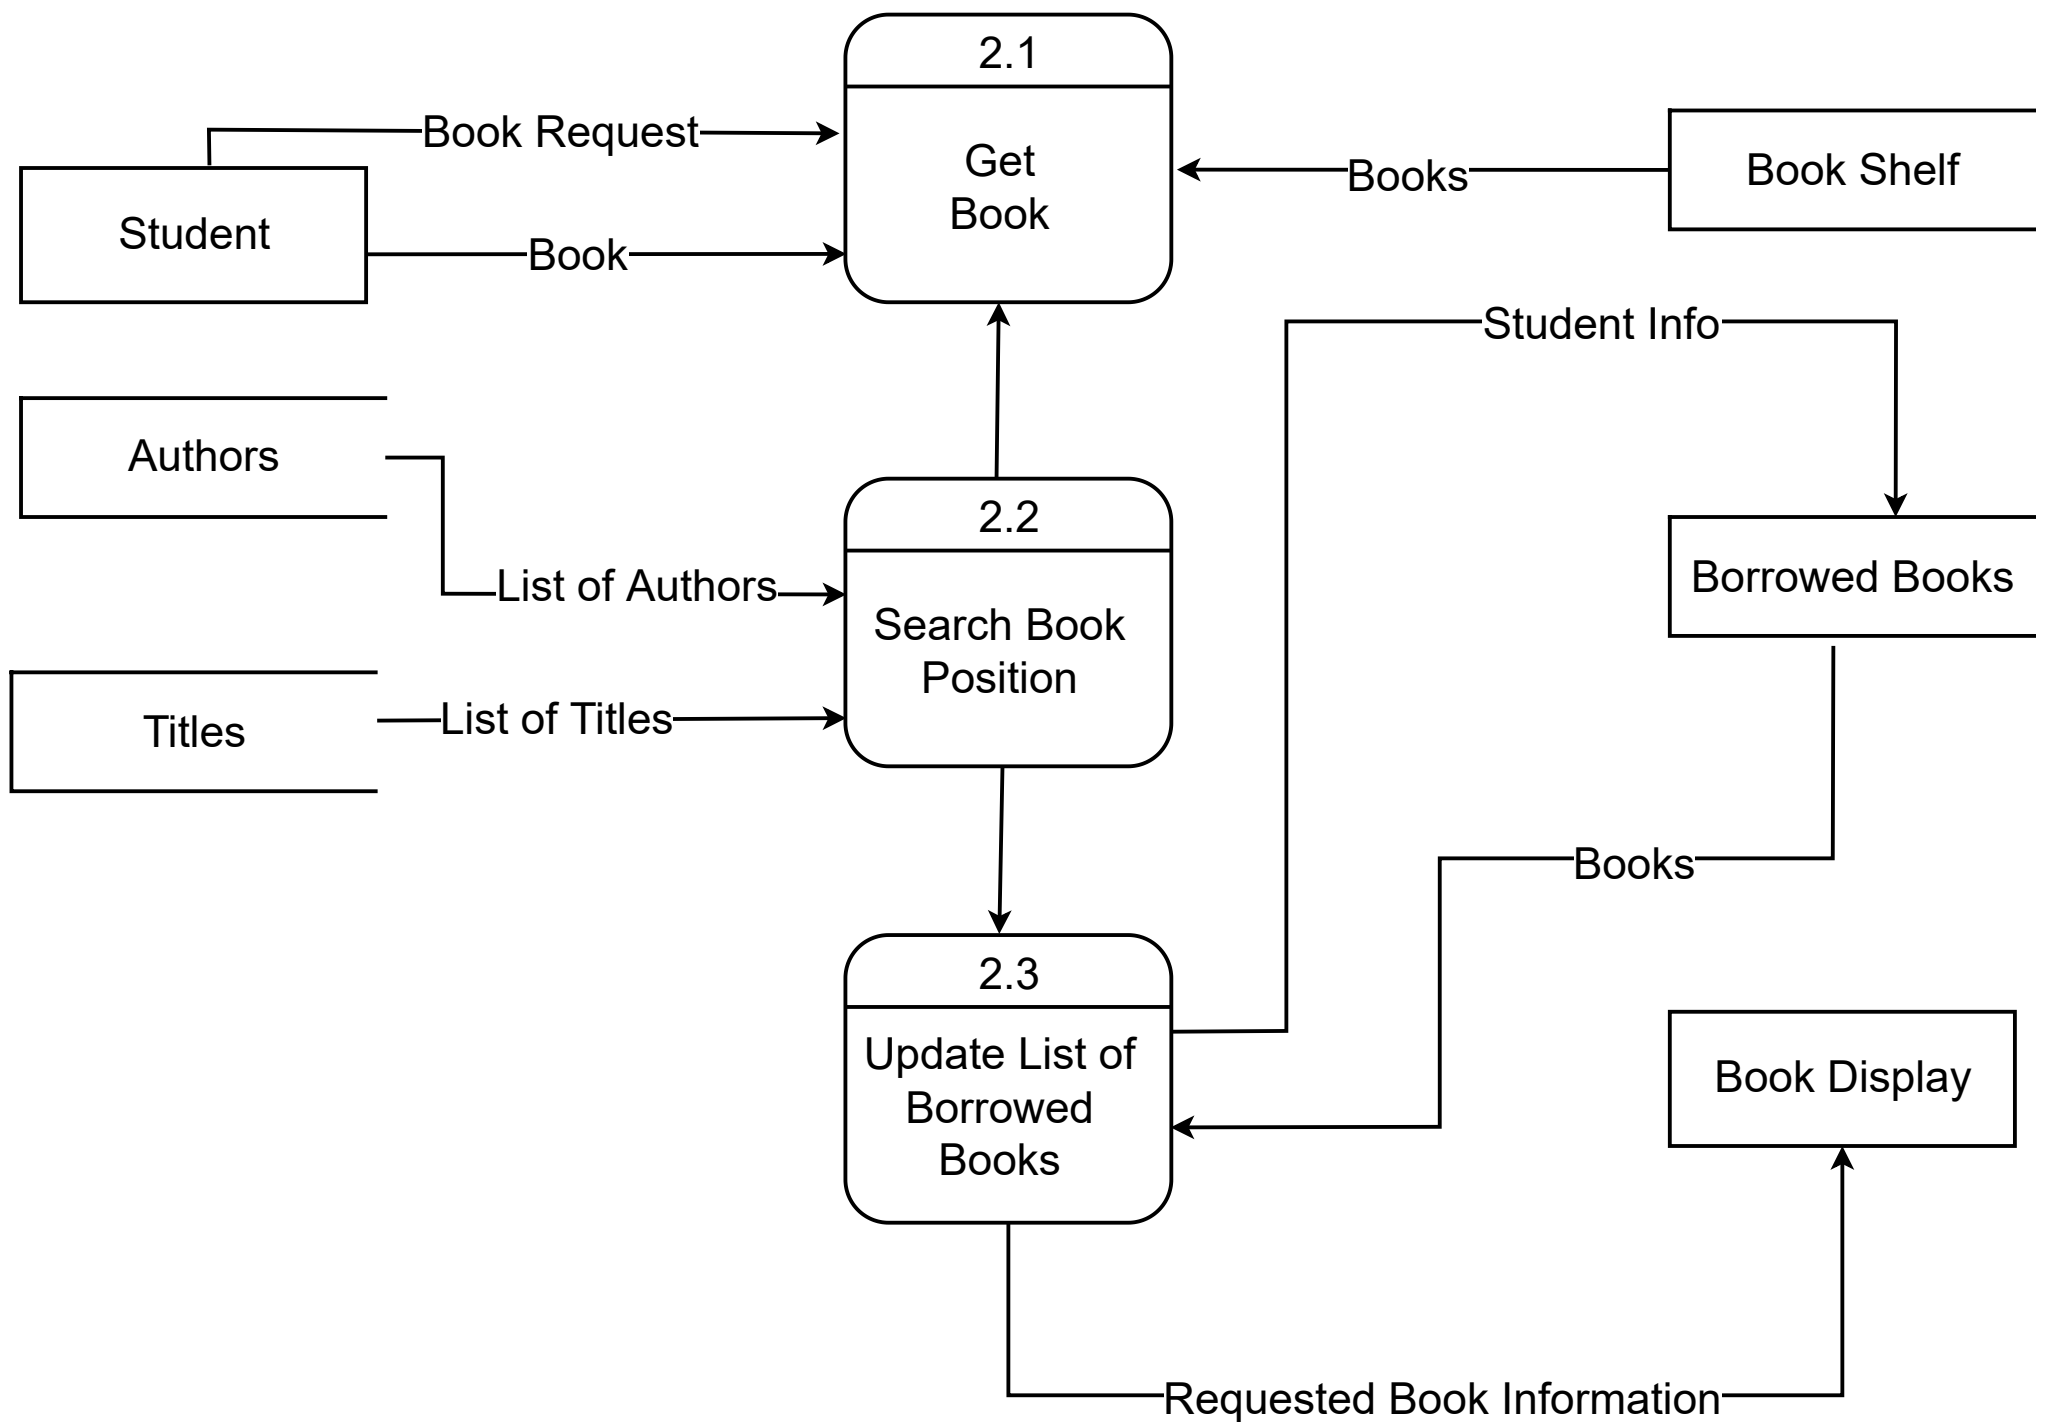 2.1
Book Request
Get
Book
Books
Book Shelf
Student
Book
Student Info
Authors
2.2
List of Authors
Search Book
Position
Borrowed Books
Titles
List of Titles
Books
2.3
Update List of
Borrowed
Books
Book Display
Requested Book Information